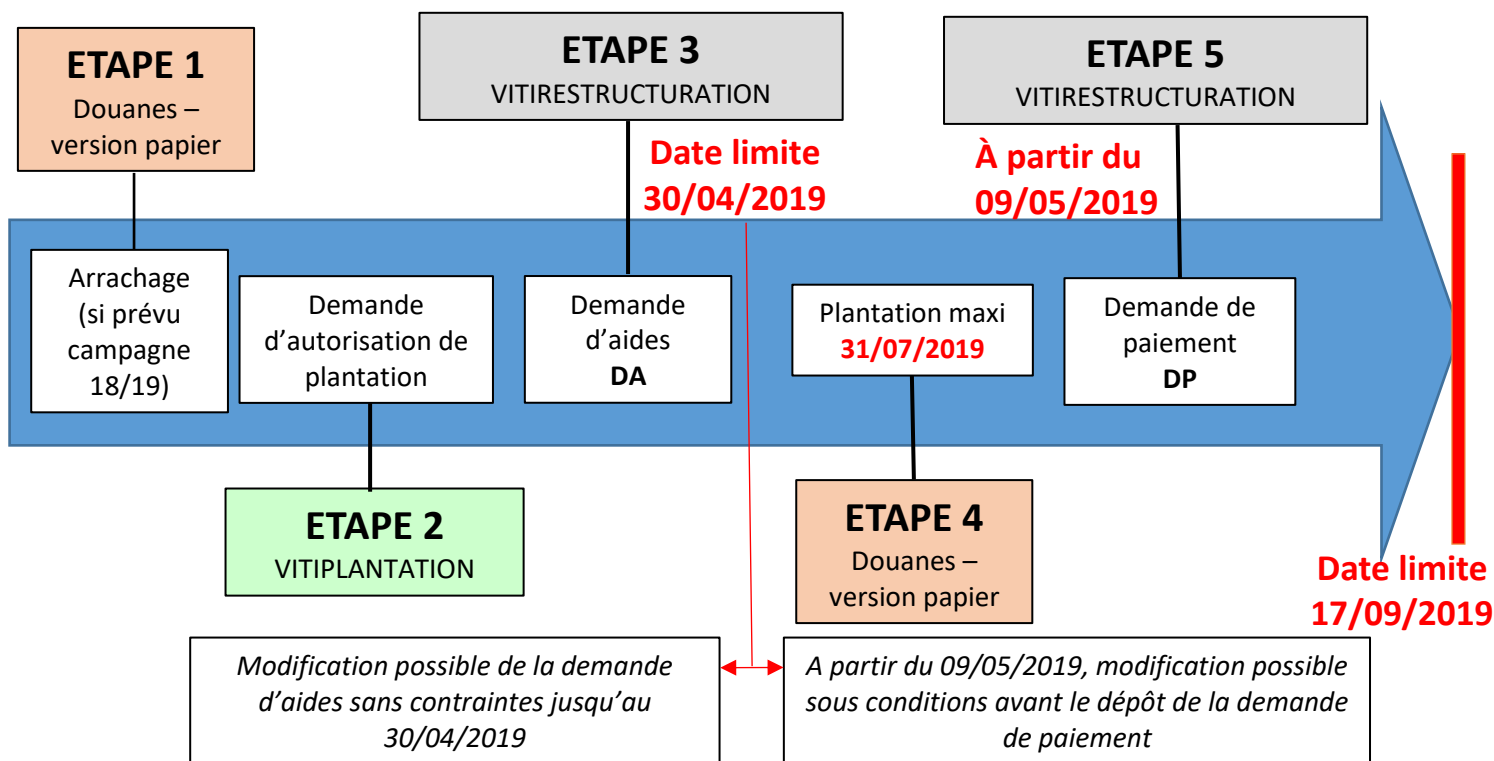 ETAPE 1
Douanes –
version papier
ETAPE 3
VITIRESTRUCTURATION
ETAPE 5
VITIRESTRUCTURATION
Date limite
30/04/2019
À partir du
09/05/2019
Arrachage
(si prévu
campagne
18/19)
Demande
d’autorisation de
plantation
Demande
d’aides
DA
Plantation maxi
31/07/2019
Demande de
paiement
DP
ETAPE 2
VITIPLANTATION
ETAPE 4
Douanes –
version papier
Date limite
17/09/2019
Modification possible de la demande
d’aides sans contraintes jusqu’au
30/04/2019
A partir du 09/05/2019, modification possible
sous conditions avant le dépôt de la demande
de paiement